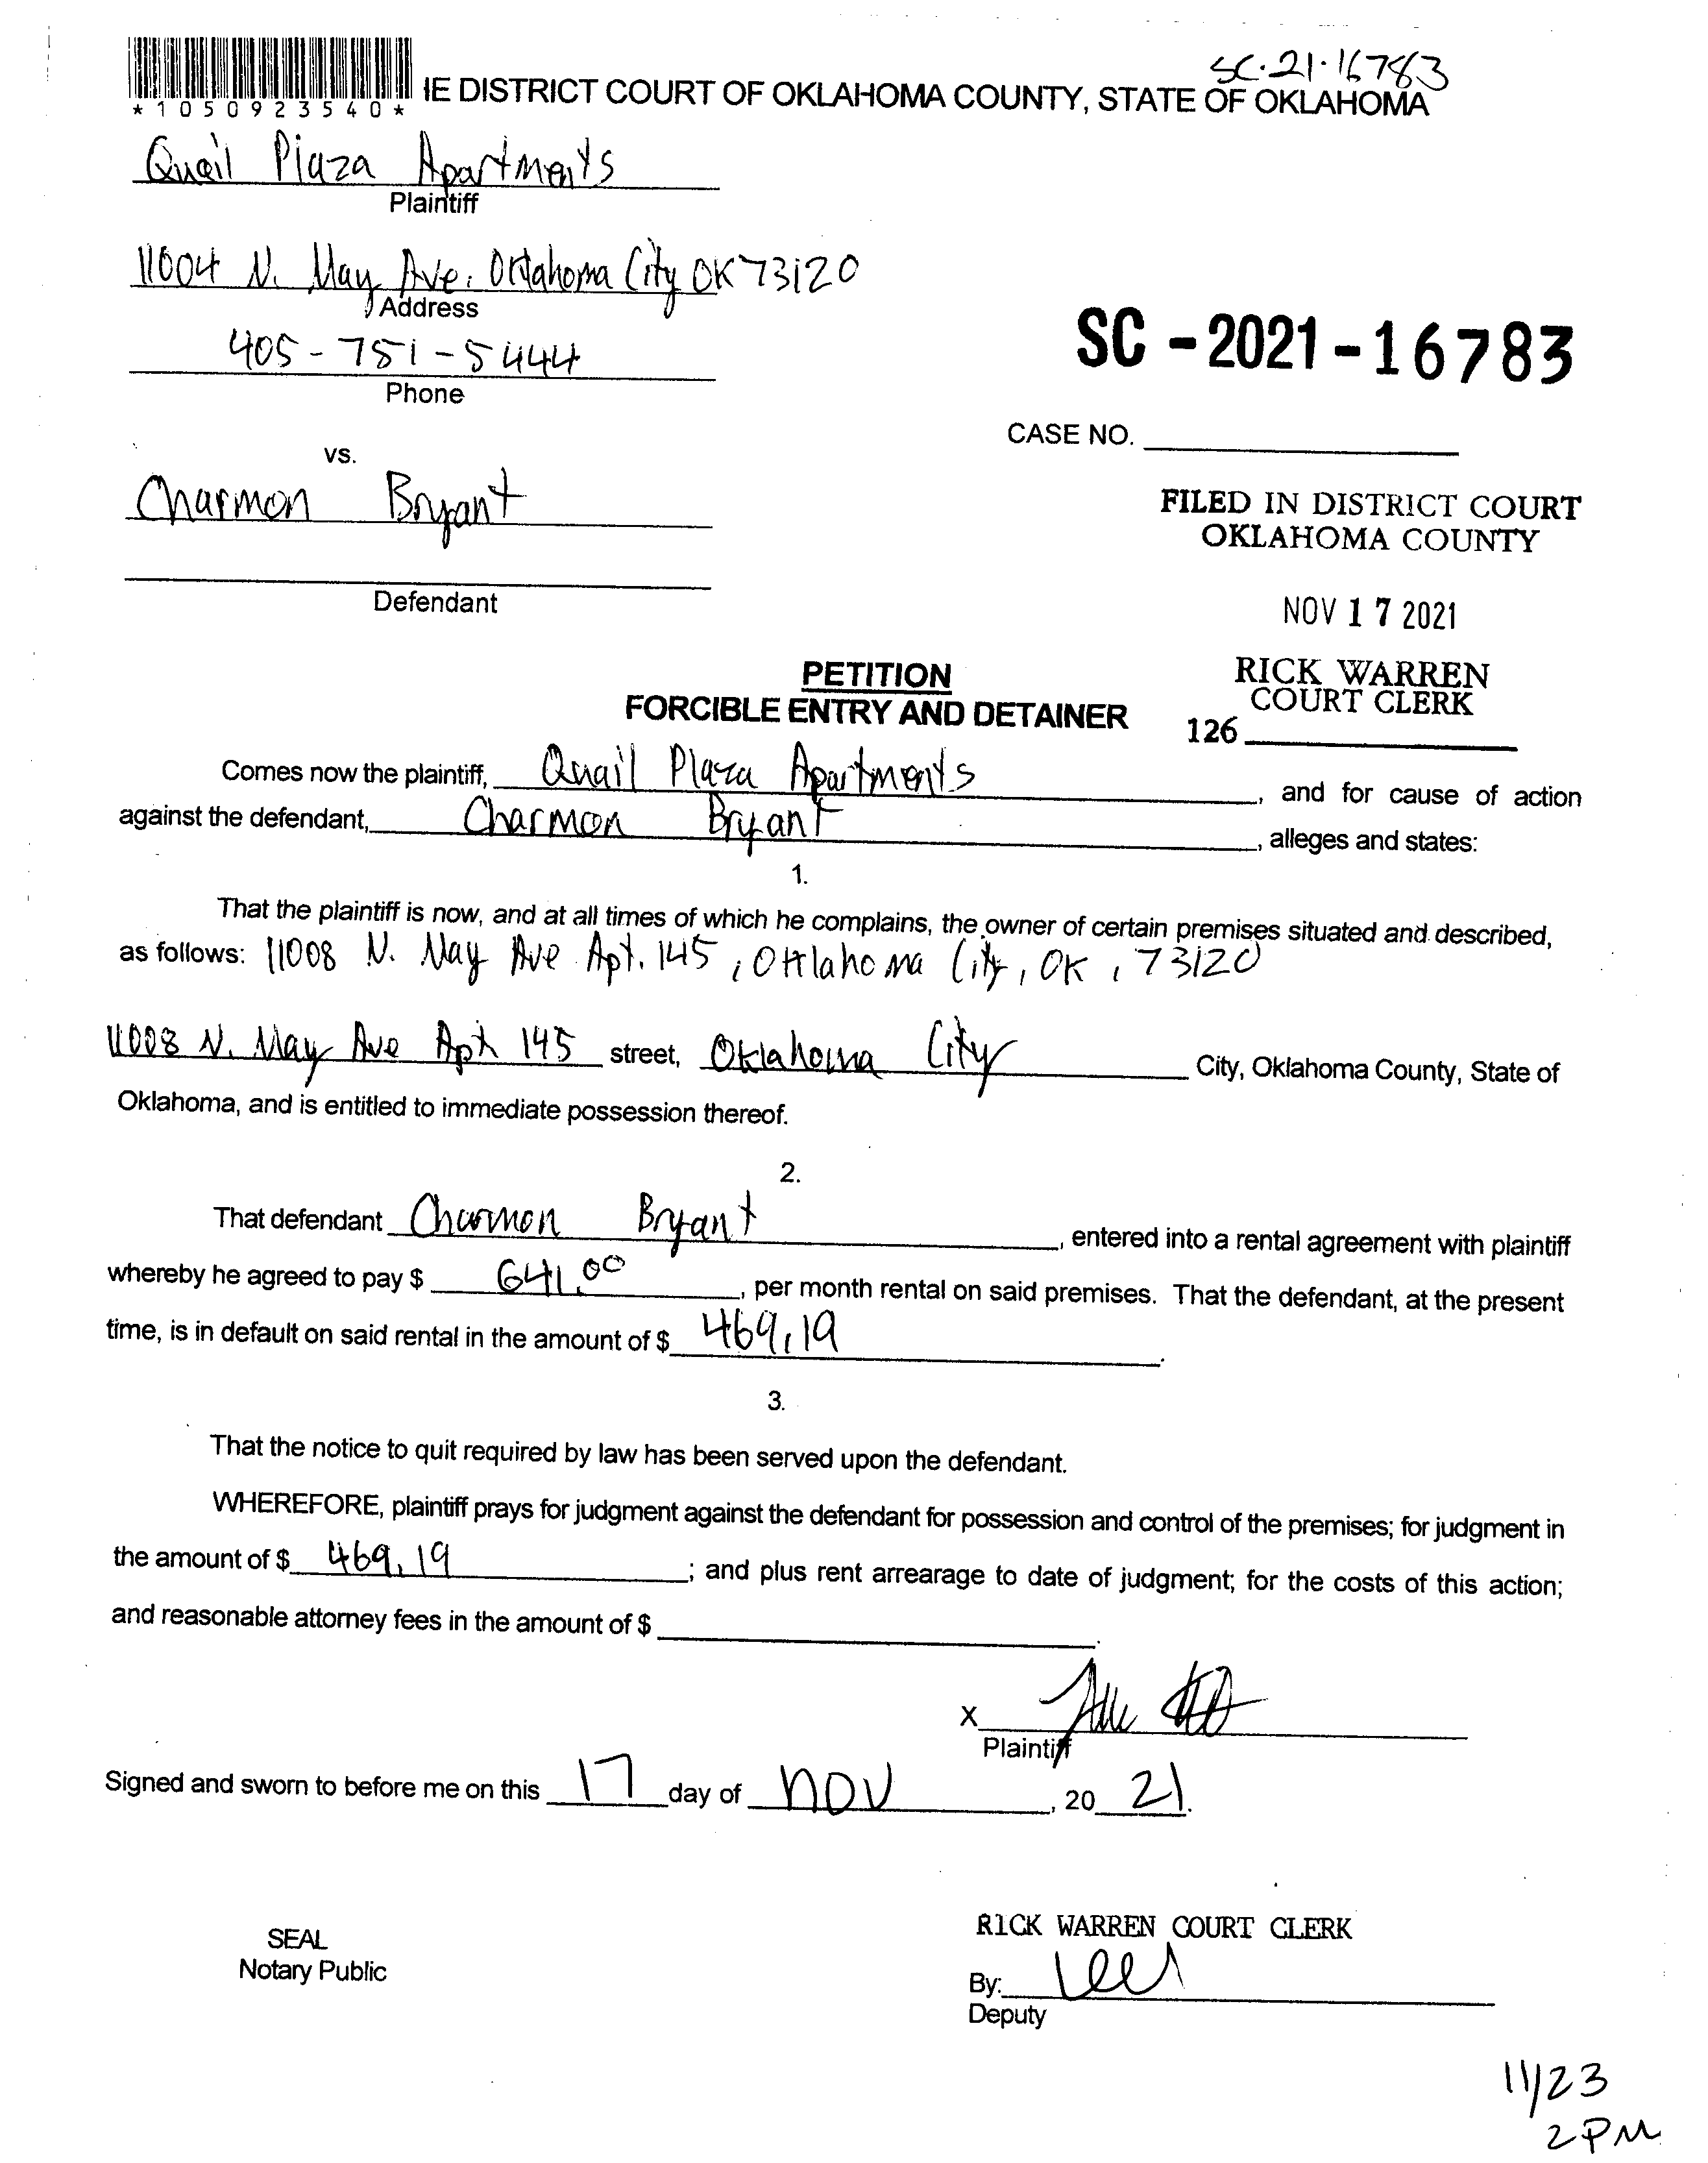 SC-21-16783
IE DISTRICT COURT OF OKLAHOMA COUNTY, STATE OF OKLAHOMA
*1050923540*
Quail Plaza Apartments
Plaintiff
11004 N. May Ave. Oklahoma City OK 73120
Address
405-751-5444
Phone
SC-2021-16783
CASE NO.
vs.
Charmon Bryant
FILED IN DISTRICT COURT
OKLAHOMA COUNTY
Defendant
NOV 17 2021
PETITION
FORCIBLE ENTRY AND DETAINER
RICK WARREN
COURT CLERK
126
Comes now the plaintiff, Quail Plaza Apartments, and for cause of action
against the defendant, Charmon Bryant, alleges and states:
1.
That the plaintiff is now, and at all times of which he complains, the owner of certain premises situated and described,
as follows: 11008 N. May Ave Apt. 145, Oklahoma City, OK, 73120
11008 N. May Ave Apt 145 street, Oklahoma City City, Oklahoma County, State of
Oklahoma, and is entitled to immediate possession thereof.
2.
That defendant Charmon Bryant, entered into a rental agreement with plaintiff
whereby he agreed to pay $ 641.00, per month rental on said premises. That the defendant, at the present
time, is in default on said rental in the amount of $ 469.19.
3.
That the notice to quit required by law has been served upon the defendant.
WHEREFORE, plaintiff prays for judgment against the defendant for possession and control of the premises; for judgment in
the amount of $ 469.19; and plus rent arrearage to date of judgment; for the costs of this action;
and reasonable attorney fees in the amount of $ .
X
Plaintiff
Signed and sworn to before me on this 17 day of nov, 20 21.
SEAL
Notary Public
RICK WARREN COURT CLERK
By:
Deputy
11/23
2 PM